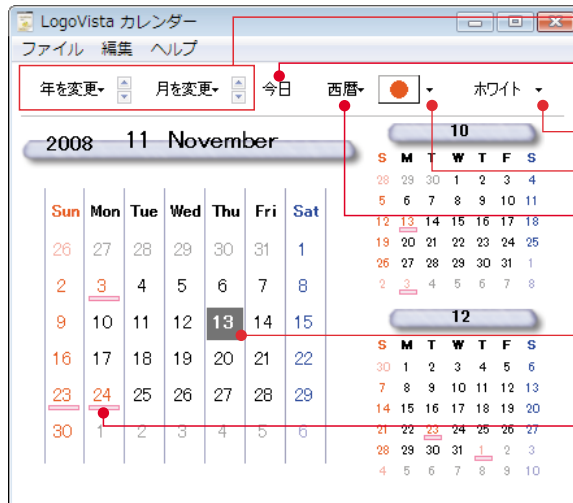 LogoVista カレンダー
ファイル 編集 ヘルプ
年を変更 月を変更 今日 西暦 ホワイト
2008 11 November
Sun Mon Tue Wed Thu Fri Sat
26 27 28 29 30 31 1
2 3 4 5 6 7 8
9 10 11 12 13 14 15
16 17 18 19 20 21 22
23 24 25 26 27 28 29
30 1 2 3 4 5 6
10
S M T W T F S
28 29 30 1 2 3 4
5 6 7 8 9 10 11
12 13 14 15 16 17 18
19 20 21 22 23 24 25
26 27 28 29 30 31 1
2 3 4 5 6 7 8
12
S M T W T F S
30 1 2 3 4 5 6
7 8 9 10 11 12 13
14 15 16 17 18 19 20
21 22 23 24 25 26 27
28 29 30 31 1 2 3
4 5 6 7 8 9 10